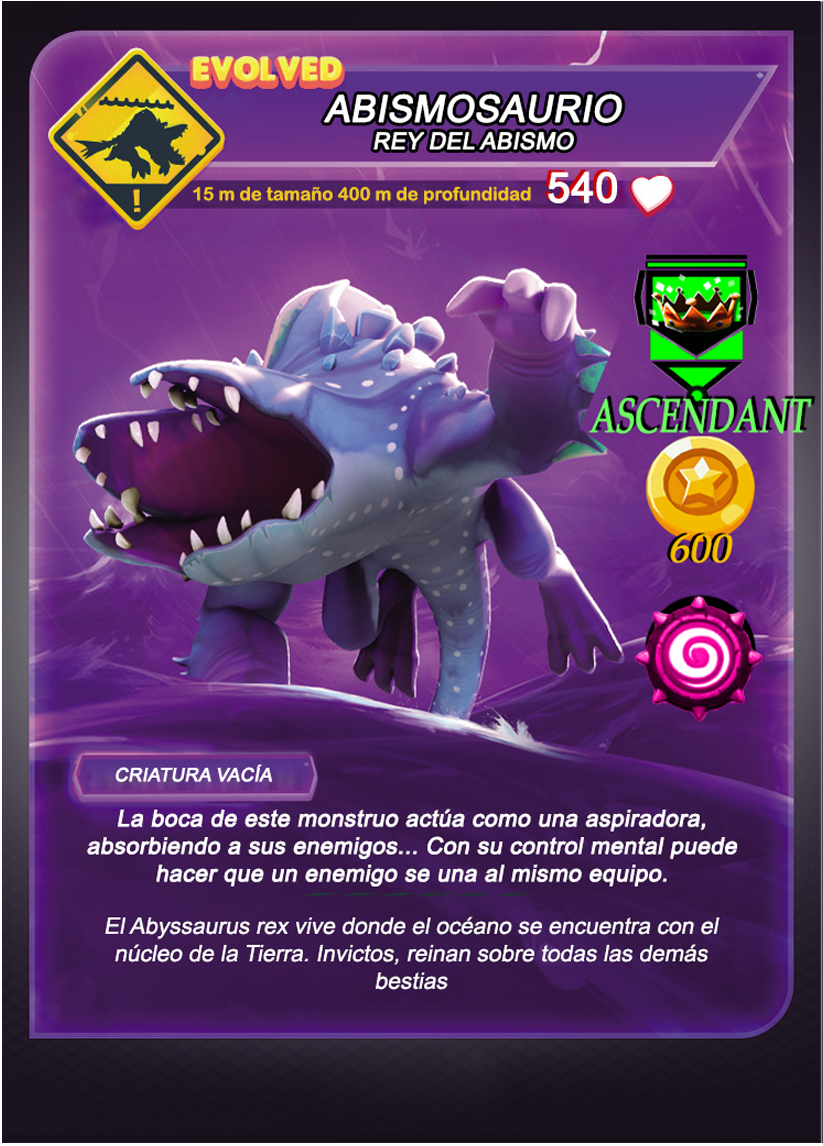 EVOLVED
ABISMOSAURIO
REY DEL ABISMO
15 m de tamaño 400 m de profundidad 540
!
ASCENDANT
600
CRIATURA VACÍA
La boca de este monstruo actúa como una aspiradora,
absorbiendo a sus enemigos... Con su control mental puede
hacer que un enemigo se una al mismo equipo.
El Abyssaurus rex vive donde el océano se encuentra con el
núcleo de la Tierra. Invictos, reinan sobre todas las demás
bestias